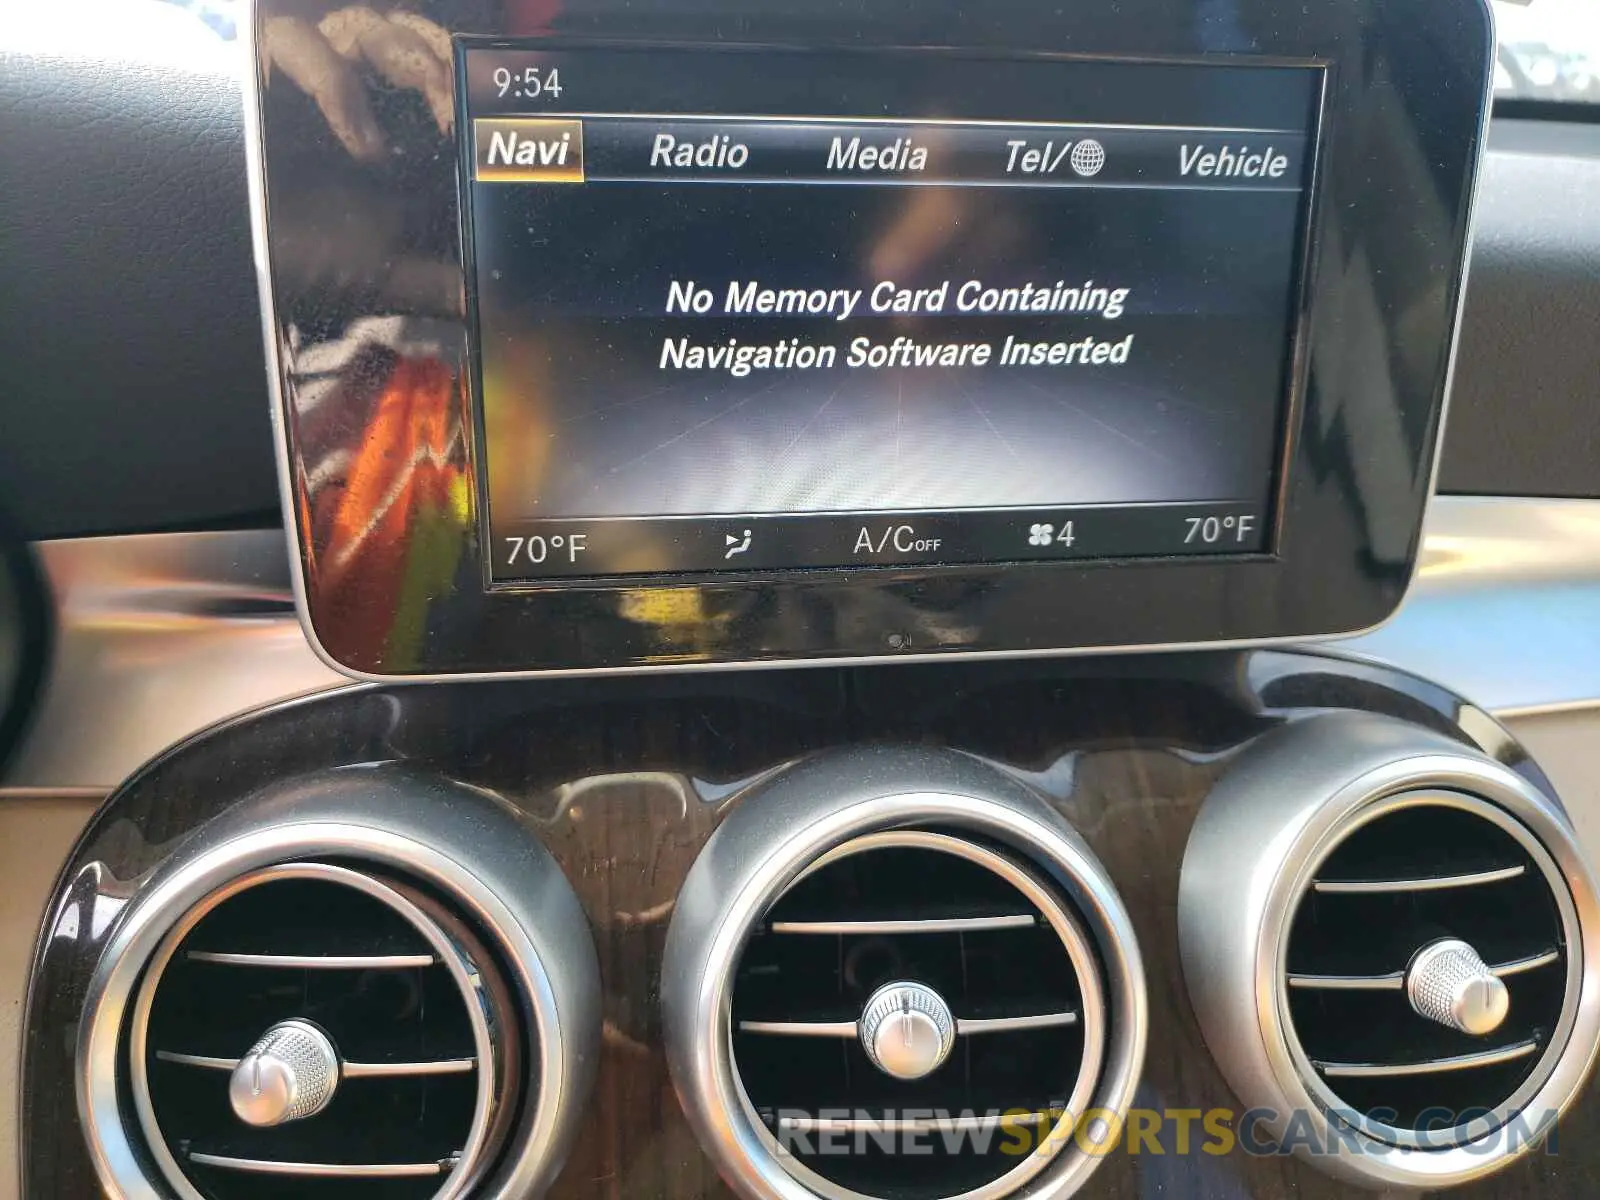 9:54
Navi Radio Media Tel/ Vehicle
No Memory Card Containing
Navigation Software Inserted
70°F A/COFF 4 70°F
RENEWSPORTSCARS.COM